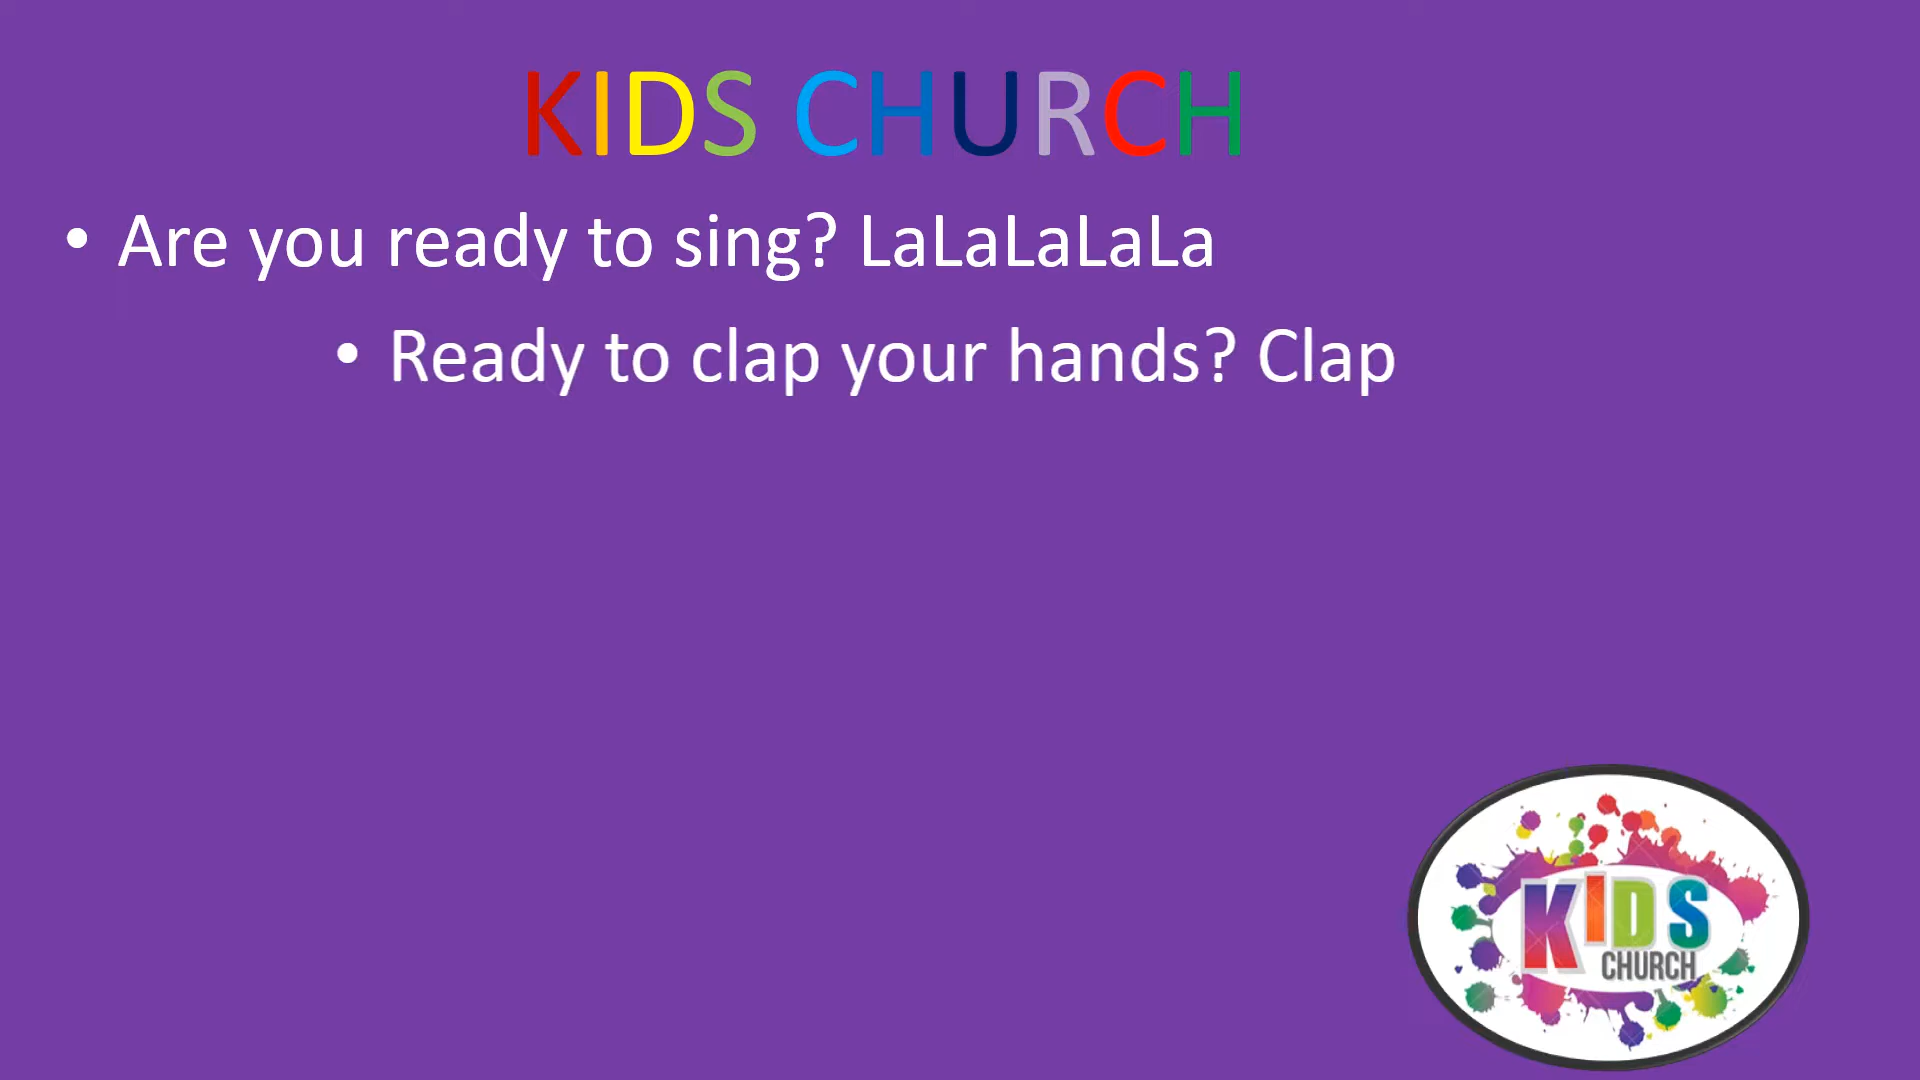 KIDS CHURCH
• Are you ready to sing? LaLaLaLaLa
• Ready to clap your hands? Clap
KIDS
CHURCH